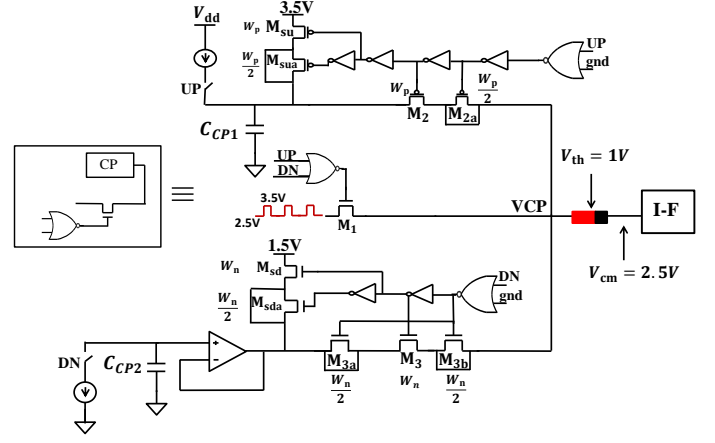 V_dd
3.5V
W_p M_su
UP
W_p/2 M_sua
UP
gnd
W_p
W_p/2
M_2
M_2a
C_CP1
CP
≡
UP
DN
V_th = 1V
3.5V
2.5V
M_1
VCP
I-F
V_cm = 2.5V
1.5V
W_n M_sd
DN
gnd
W_n/2 M_sda
DN
C_CP2
+
−
M_3a
M_3
M_3b
W_n/2
W_n
W_n/2